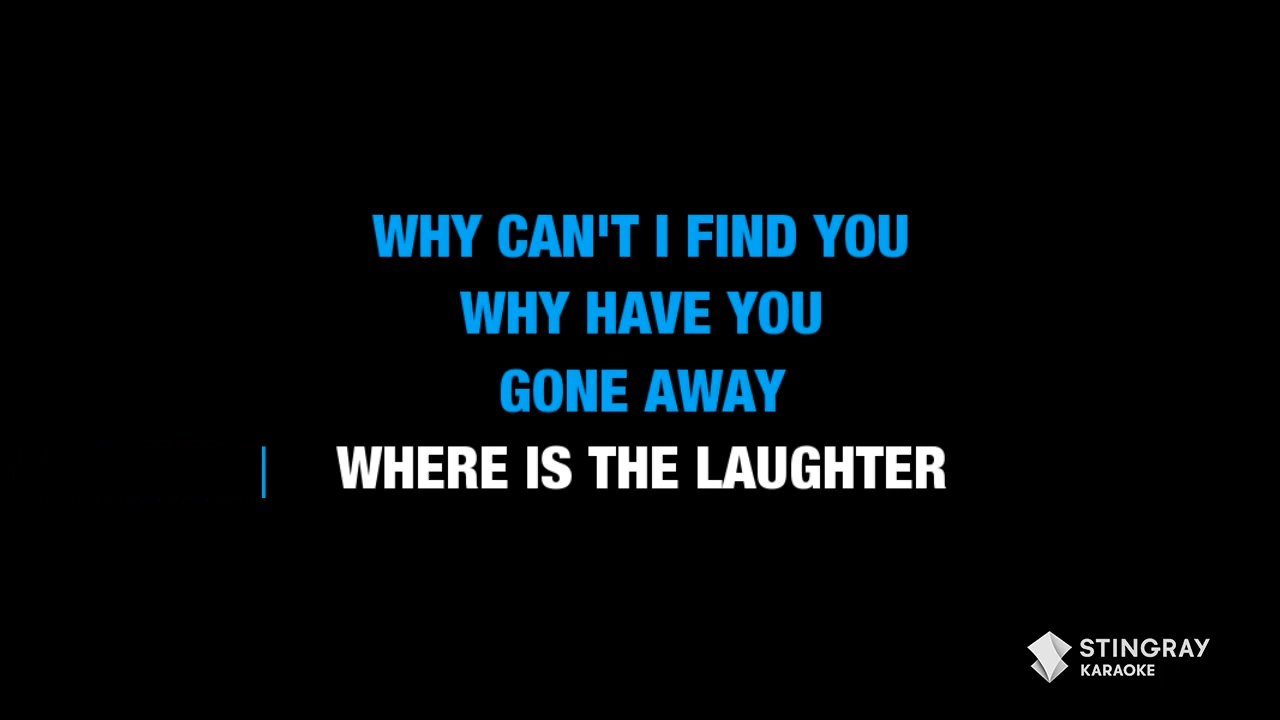 WHY CAN'T I FIND YOU
WHY HAVE YOU
GONE AWAY
WHERE IS THE LAUGHTER
STINGRAY
KARAOKE